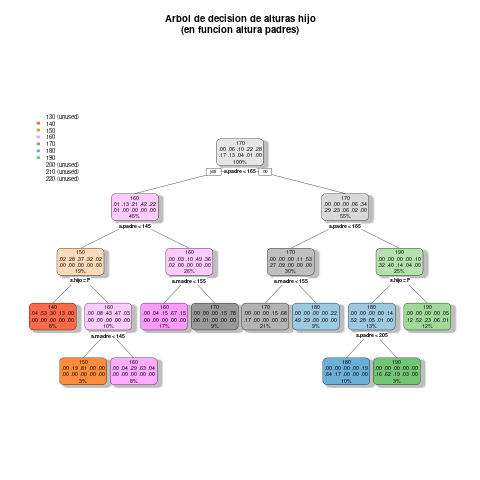 Arbol de decision de alturas hijo
(en funcion altura padres)
130 (unused)
140
150
160
170
180
190
200 (unused)
210 (unused)
220 (unused)
170
.00 .06 .10 .22 .28
.17 .13 .04 .01 .00
100%
yes a.padre < 165 no
160
.01 .13 .21 .42 .22
.01 .00 .00 .00 .00
45%
170
.00 .00 .00 .06 .34
.29 .23 .06 .02 .00
55%
a.padre < 145
a.padre < 185
150
.02 .28 .37 .32 .02
.00 .00 .00 .00 .00
19%
160
.00 .03 .10 .49 .36
.02 .00 .00 .00 .00
26%
170
.00 .00 .00 .11 .53
.27 .09 .00 .00 .00
30%
190
.00 .00 .00 .00 .10
.32 .40 .14 .04 .00
25%
s.hijo = F
a.madre < 155
a.madre < 155
s.hijo = F
140
.04 .53 .30 .13 .00
.00 .00 .00 .00 .00
8%
160
.00 .08 .43 .47 .03
.00 .00 .00 .00 .00
10%
160
.00 .04 .15 .67 .15
.00 .00 .00 .00 .00
17%
170
.00 .00 .00 .15 .78
.06 .01 .00 .00 .00
9%
170
.00 .00 .00 .15 .68
.17 .00 .00 .00 .00
21%
180
.00 .00 .00 .00 .22
.49 .29 .00 .00 .00
9%
180
.00 .00 .00 .00 .14
.52 .28 .05 .01 .00
13%
190
.00 .00 .00 .00 .05
.12 .52 .23 .06 .01
12%
a.madre < 145
a.padre < 205
150
.00 .19 .81 .00 .00
.00 .00 .00 .00 .00
3%
160
.00 .04 .29 .63 .04
.00 .00 .00 .00 .00
8%
180
.00 .00 .00 .00 .19
.64 .17 .00 .00 .00
10%
190
.00 .00 .00 .00 .00
.16 .62 .19 .03 .00
3%